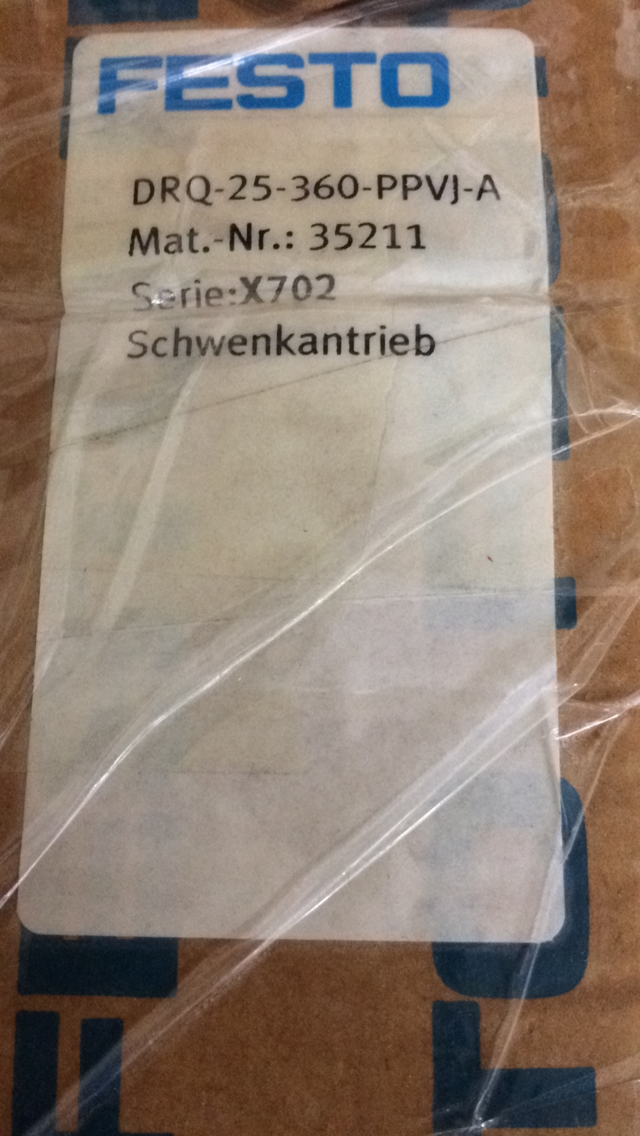 FESTO
DRQ-25-360-PPVJ-A
Mat.-Nr.: 35211
Serie:X702
Schwenkantrieb